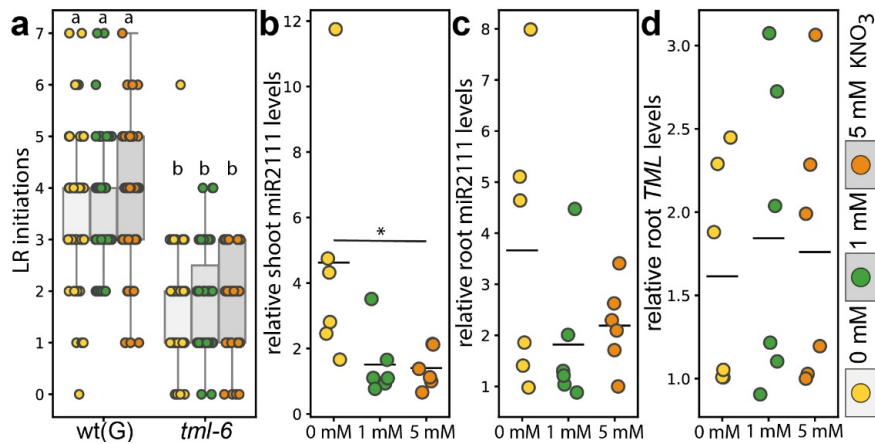 a
LR initiations
7
6
5
4
3
2
1
0
a a a
b b b
wt(G) tml-6
b
relative shoot miR2111 levels
12
10
8
6
4
2
0
*
0 mM 1 mM 5 mM
c
relative root miR2111 levels
8
7
6
5
4
3
2
1
0 mM 1 mM 5 mM
d
relative root TML levels
3.0
2.5
2.0
1.5
1.0
0 mM 1 mM 5 mM
0 mM 1 mM 5 mM KNO3